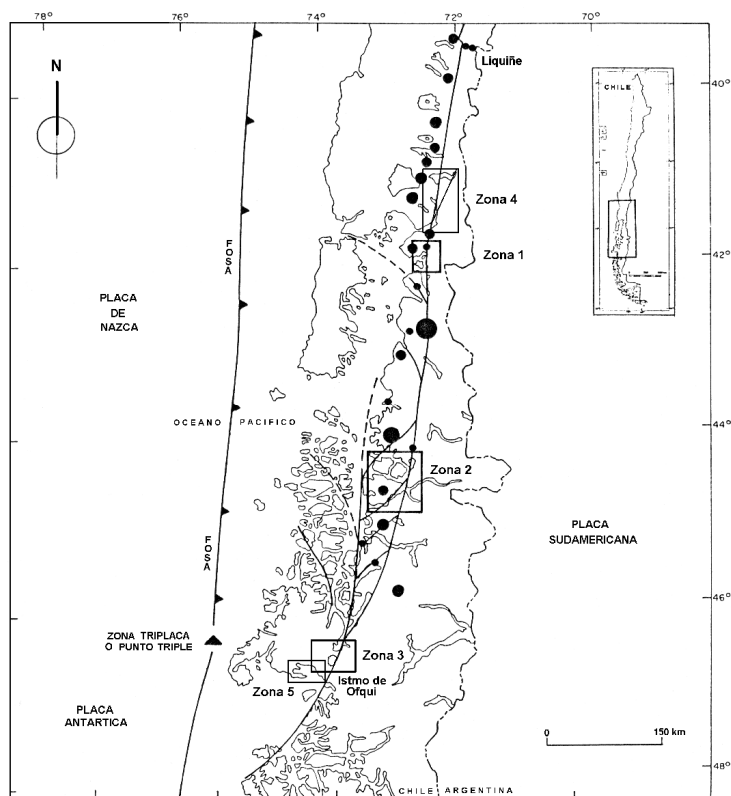 78° 76° 74° 72° 70°
N
Liquiñe
40°
CHILE
Zona 4
FOSA
Zona 1
42°
PLACA
DE
NAZCA
OCEANO PACIFICO
44°
Zona 2
FOSA
PLACA
SUDAMERICANA
46°
ZONA TRIPLACA
O PUNTO TRIPLE
Zona 3
Istmo de
Ofqui
Zona 5
PLACA
ANTARTICA
0 150 km
48°
CHILE ARGENTINA